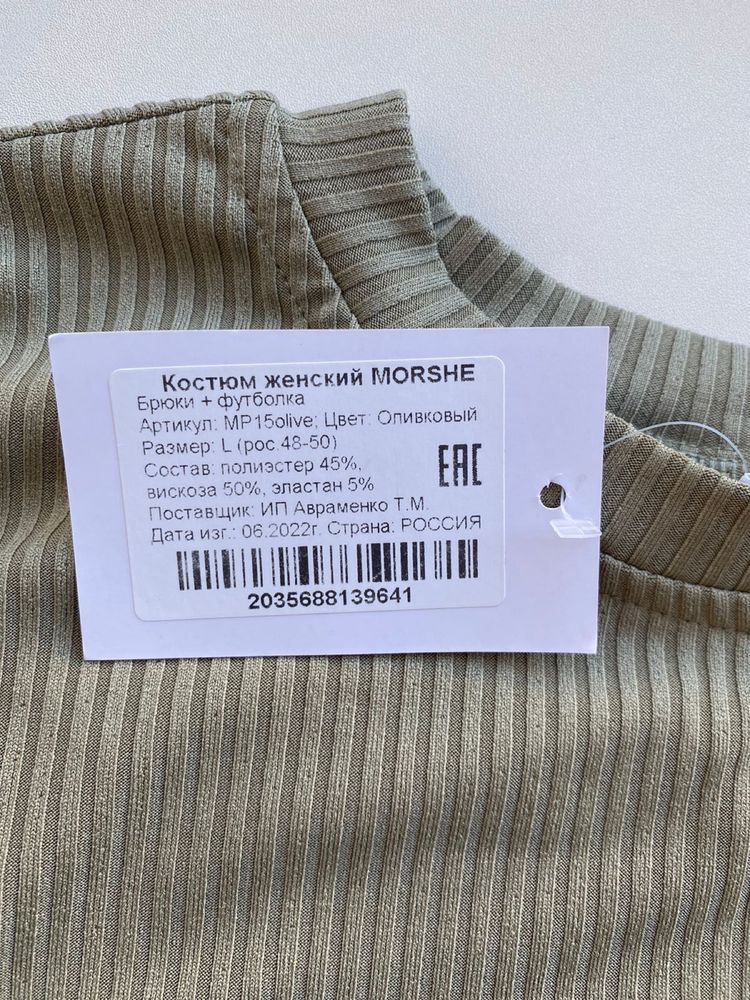 Костюм женский MORSHE
Брюки + футболка
Артикул: MP15olive; Цвет: Оливковый
Размер: L (рос.48-50)
Состав: полиэстер 45%,
вискоза 50%, эластан 5%
EAC
Поставщик: ИП Авраменко Т.М.
Дата изг.: 06.2022г. Страна: РОССИЯ
2035688139641